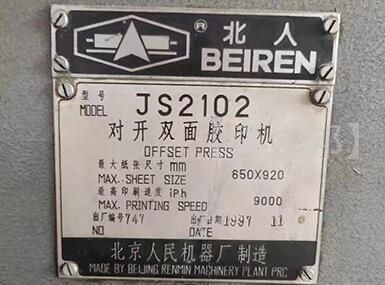 ® 北人
BEIREN
型号
MODEL JS2102
对开双面胶印机
OFFSET PRESS
最大纸张尺寸 mm
MAX. SHEET SIZE 650X920
最高印刷速度 iPh
MAX. PRINTING SPEED 9000
出厂编号 747 出厂日期 1997 11
NO DATE
北京人民机器厂制造
MADE BY BEIJING RENMIN MACHINERY PLANT PRC